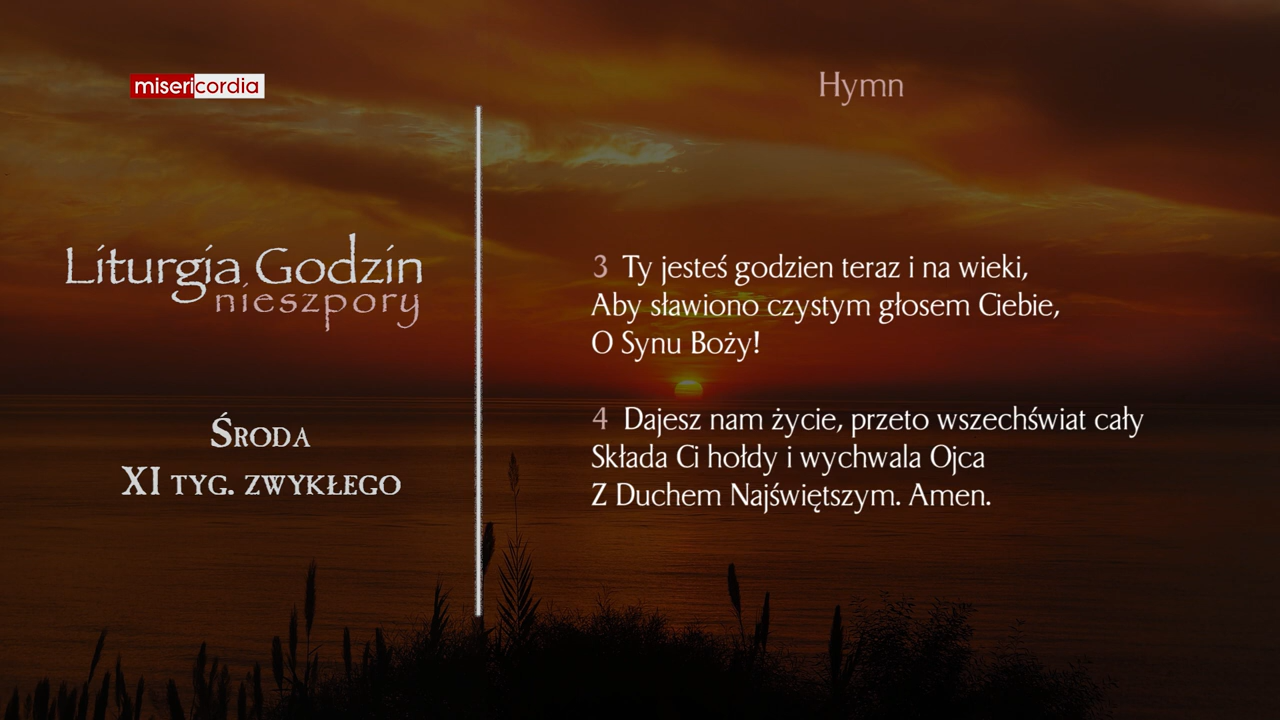 misericordia
Liturgia Godzin
nieszpory
Środa
XI tyg. zwykłego
Hymn
3 Ty jesteś godzien teraz i na wieki,
Aby sławiono czystym głosem Ciebie,
O Synu Boży!
4 Dajesz nam życie, przeto wszechświat cały
Składa Ci hołdy i wychwala Ojca
Z Duchem Najświętszym. Amen.